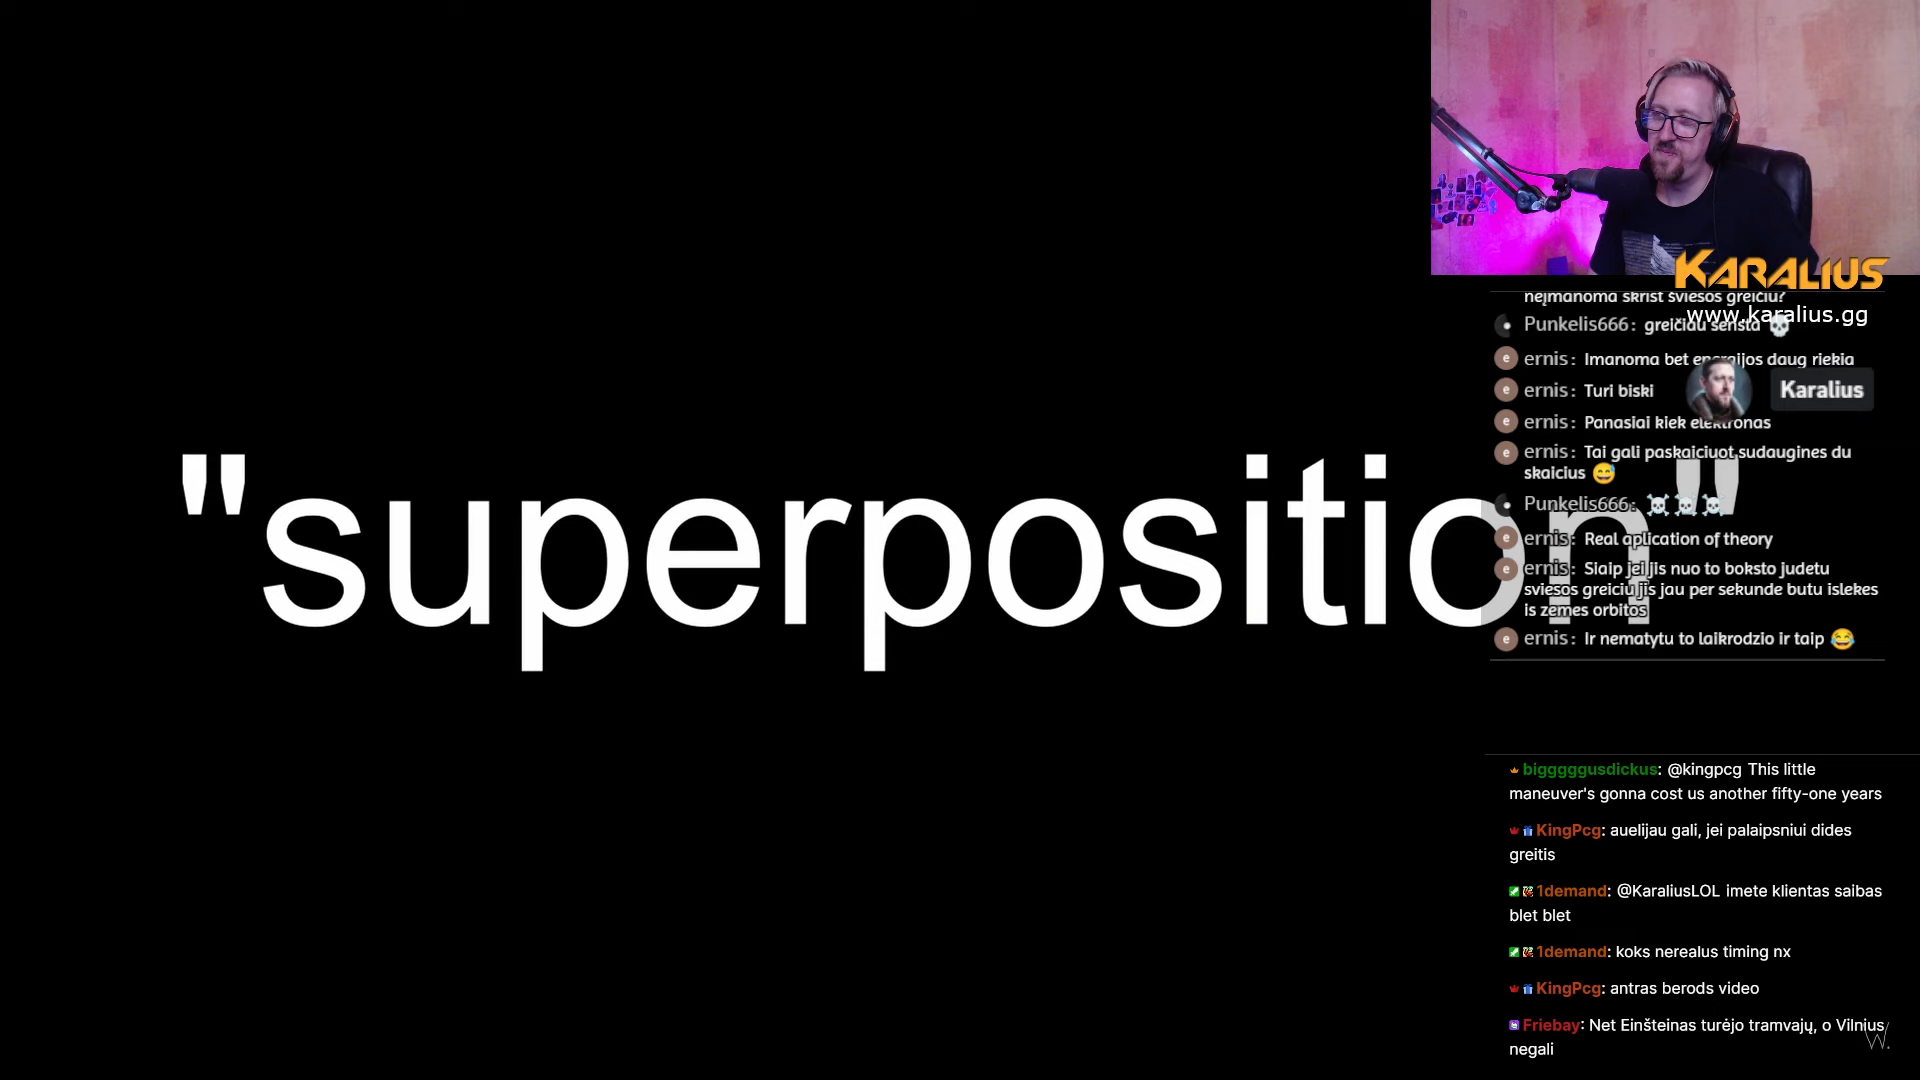 "superposition"
KARALIUS
www.karalius.gg
neįmanoma skrist šviesos greičiu?
Punkelis666: greičiau sensta 💀
ernis: Imanoma bet energijos daug riekia
ernis: Turi biski
Karalius
ernis: Panasiai kiek elektronas
ernis: Tai gali paskaiciuot sudaugines du
skaicius 😅
Punkelis666: ☠️☠️☠️
ernis: Real aplication of theory
ernis: Siaip jei jis nuo to boksto judetu
sviesos greiciu jis jau per sekunde butu islekes
is zemes orbitos
ernis: Ir nematytu to laikrodzio ir taip 😂
bigggggusdickus: @kingpcg This little
maneuver's gonna cost us another fifty-one years
KingPcg: auelijau gali, jei palaipsniui dides
greitis
1demand: @KaraliusLOL imete klientas saibas
blet blet
1demand: koks nerealus timing nx
KingPcg: antras berods video
Friebay: Net Einšteinas turėjo tramvajų, o Vilnius
negali
W.